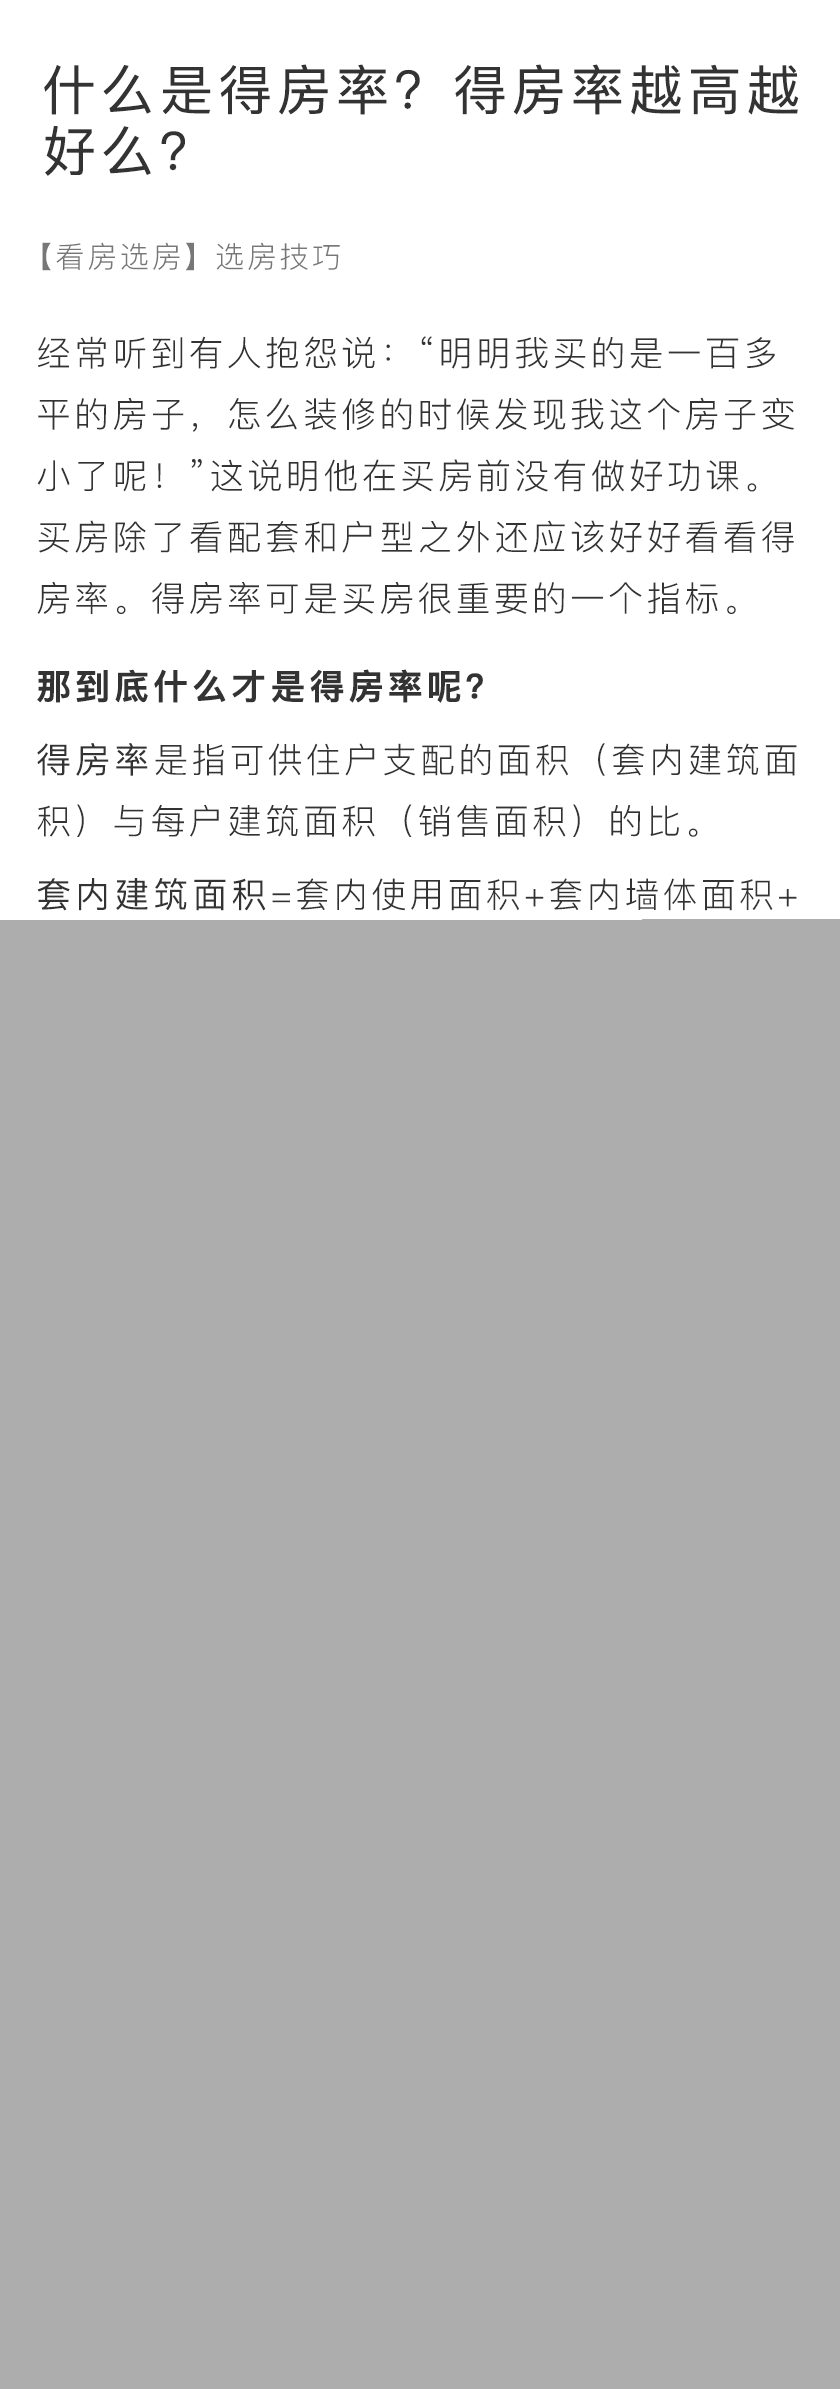 什么是得房率？得房率越高越
好么？
【看房选房】选房技巧
经常听到有人抱怨说：“明明我买的是一百多
平的房子，怎么装修的时候发现我这个房子变
小了呢！”这说明他在买房前没有做好功课。
买房除了看配套和户型之外还应该好好看看得
房率。得房率可是买房很重要的一个指标。
那到底什么才是得房率呢？
得房率是指可供住户支配的面积（套内建筑面
积）与每户建筑面积（销售面积）的比。
套内建筑面积=套内使用面积+套内墙体面积+